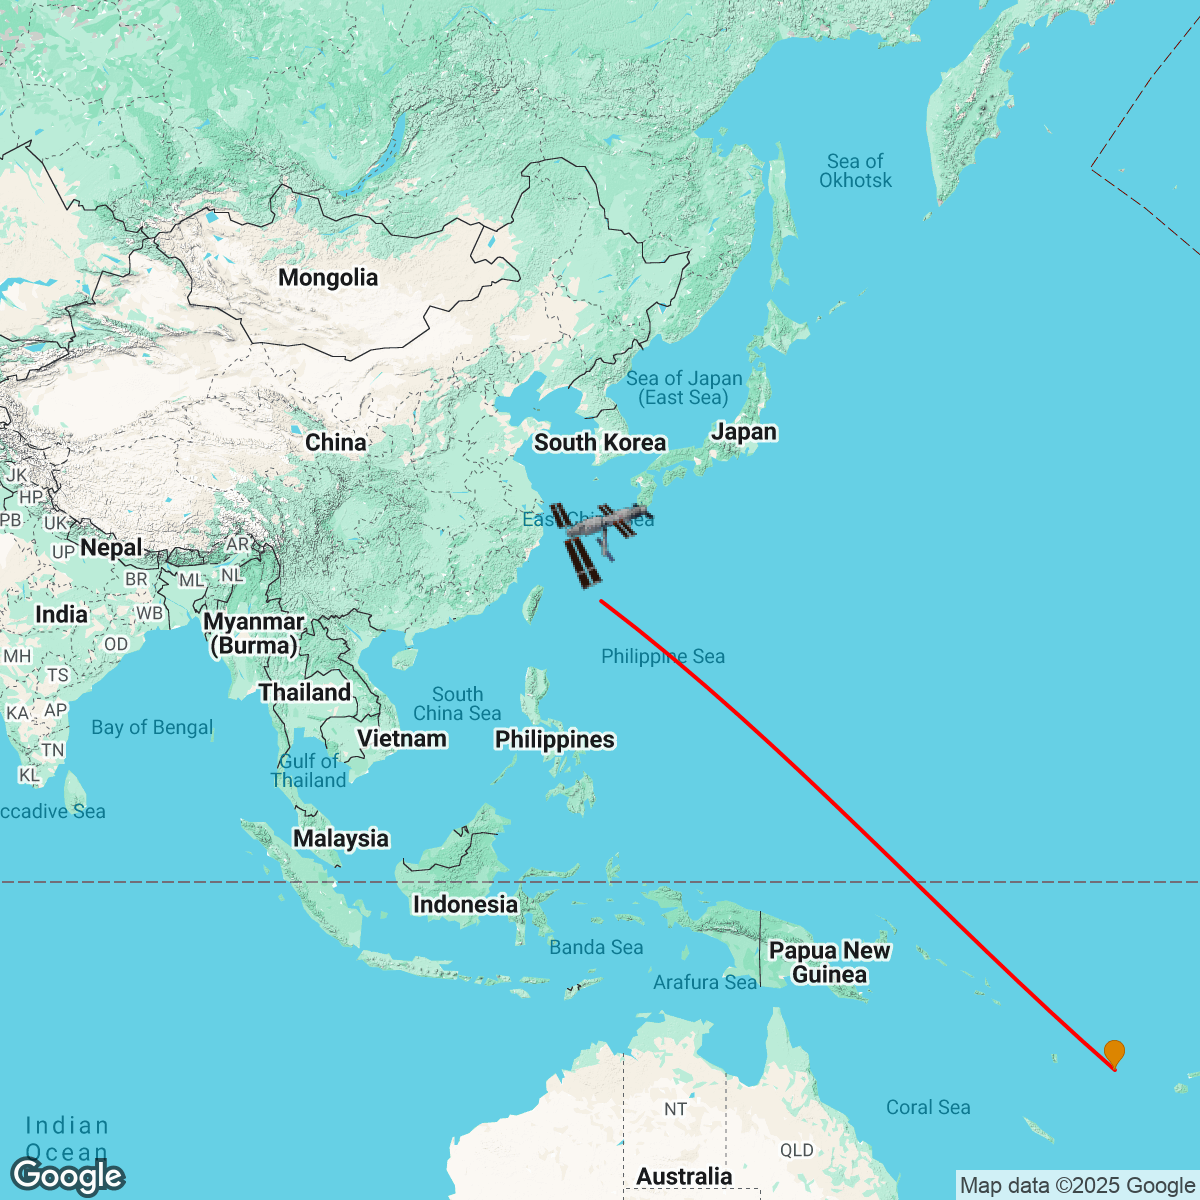 Sea of
Okhotsk
Mongolia
Sea of Japan
(East Sea)
Japan
China
South Korea
JK
HP
PB
UK
East China Sea
Nepal
AR
UP
BR
ML
NL
India
WB
Myanmar
(Burma)
OD
MH
TS
Philippine Sea
Thailand
South
China Sea
KA
AP
Bay of Bengal
Vietnam
Philippines
TN
Gulf of
Thailand
KL
ccadive Sea
Malaysia
Indonesia
Banda Sea
Papua New
Guinea
Arafura Sea
NT
Coral Sea
Indian
Ocean
QLD
Australia
Google
Map data ©2025 Google